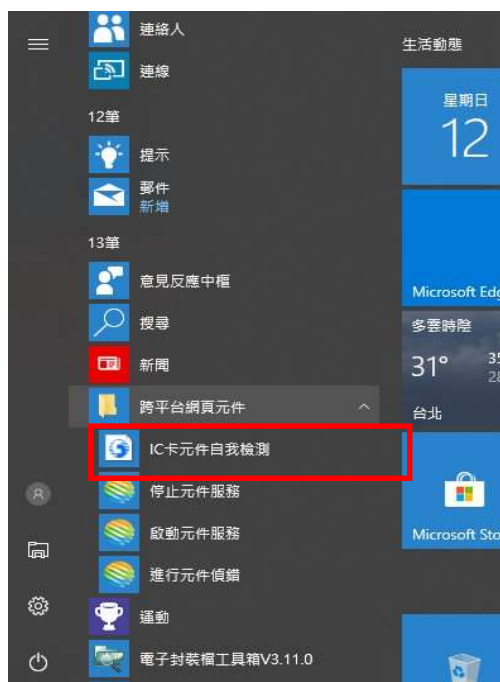 連絡人
連線
12筆
提示
郵件
新增
13筆
意見反應中樞
搜尋
新聞
跨平台網頁元件
IC卡元件自我檢測
停止元件服務
啟動元件服務
進行元件偵錯
運動
電子封裝檔工具箱V3.11.0
生活動態
星期日
12
Microsoft Edg
多雲時陰
31°
35
28
台北
Microsoft Sto